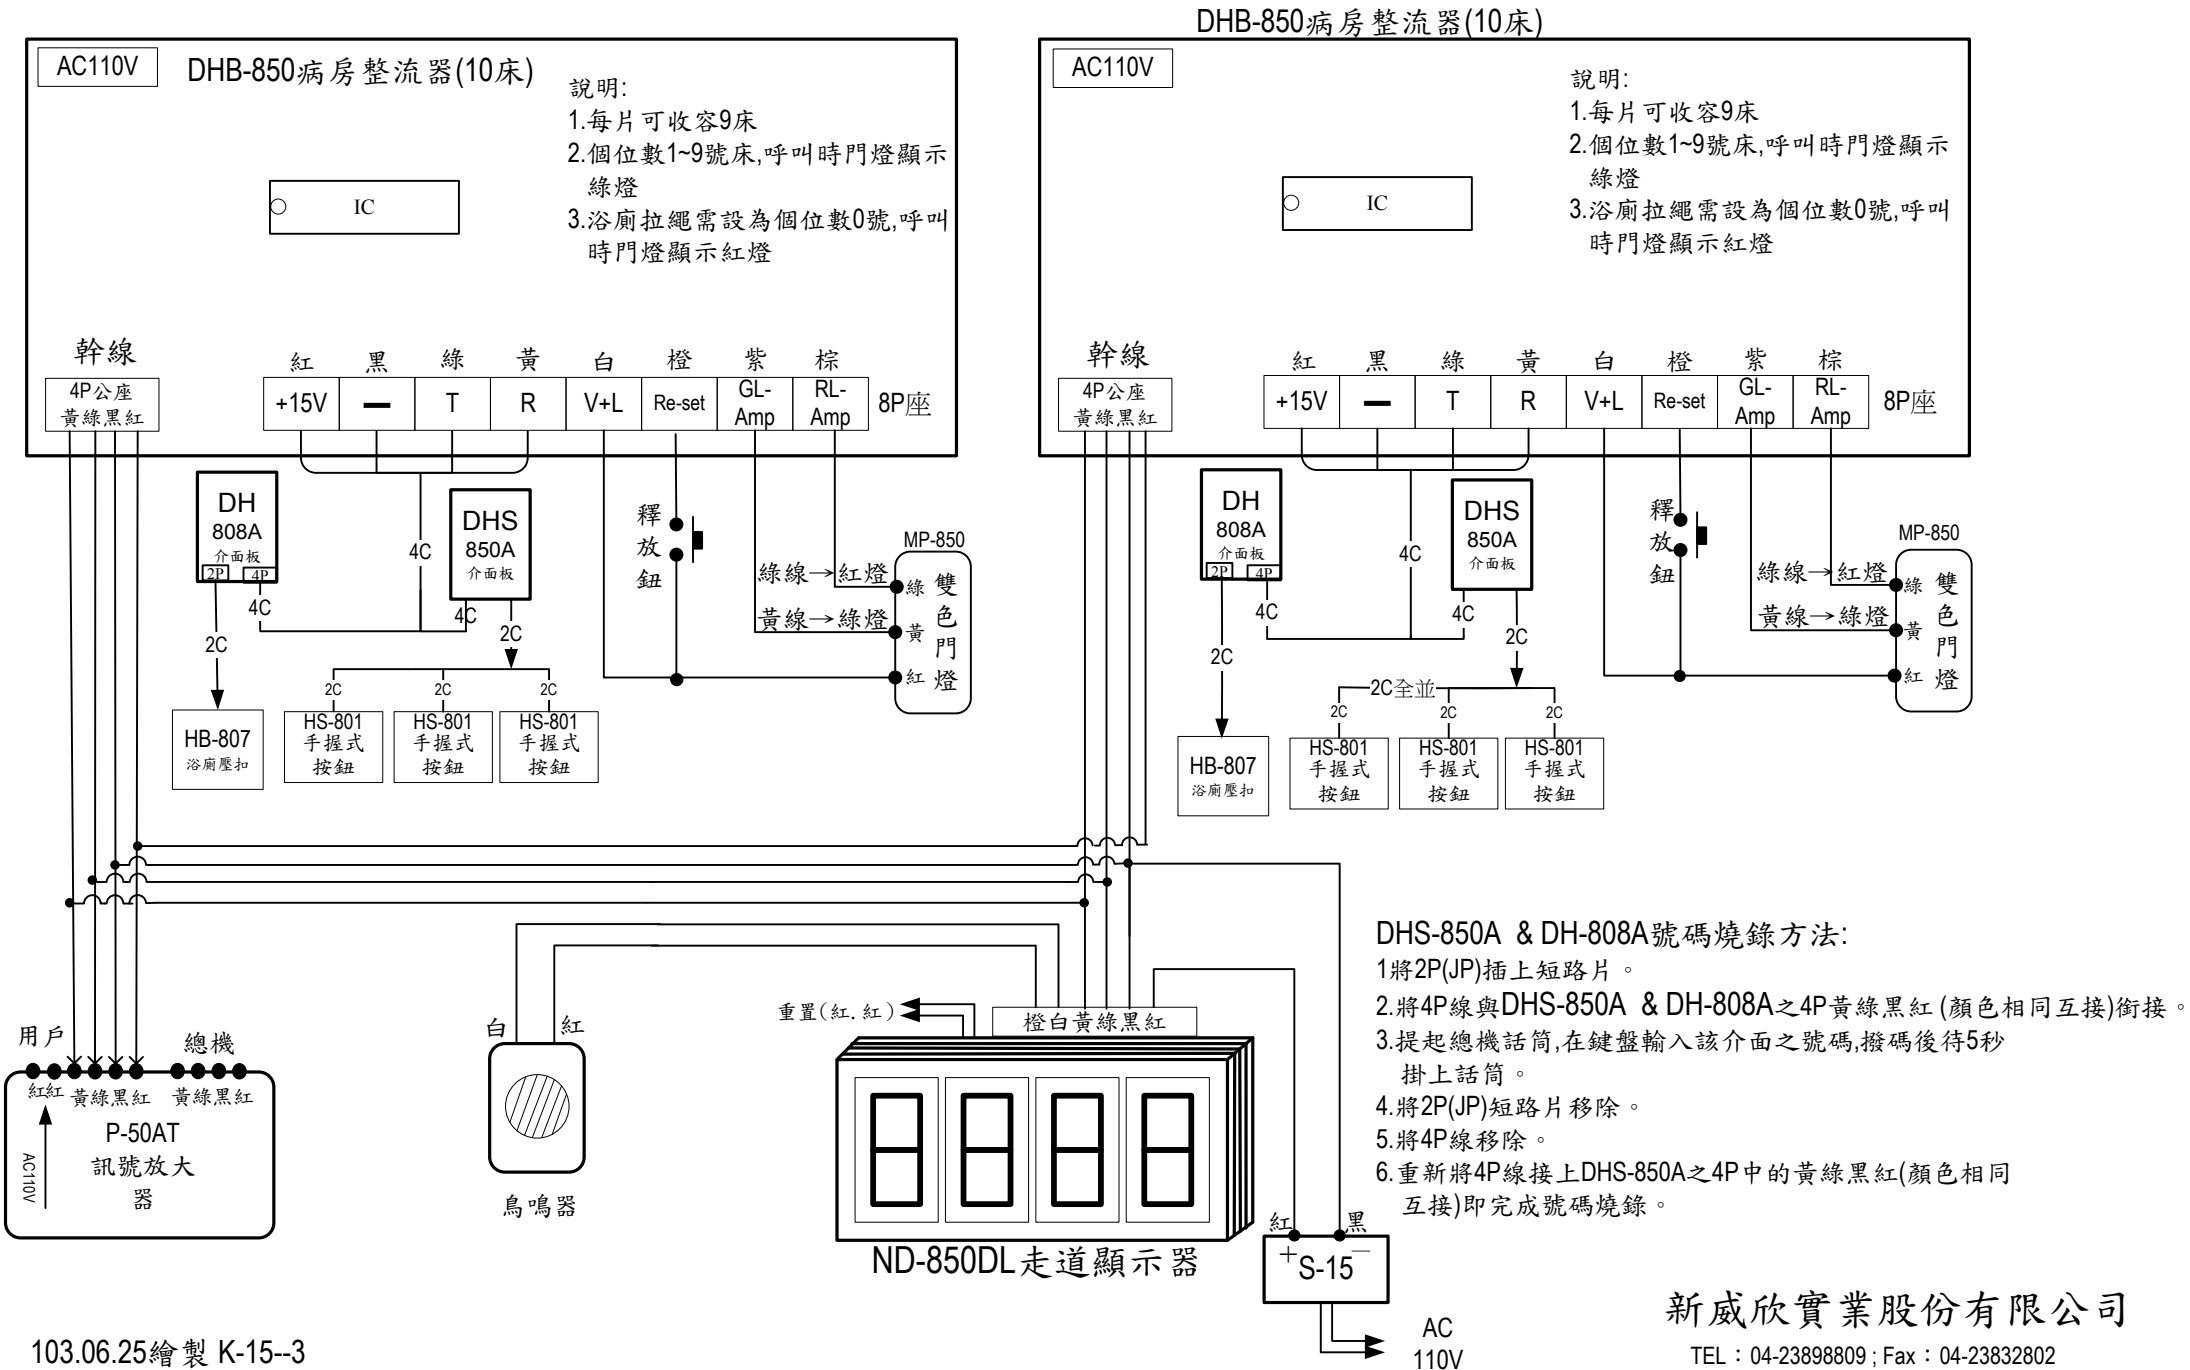 DHB-850病房整流器(10床)
AC110V
DHB-850病房整流器(10床)
說明:
1.每片可收容9床
2.個位數1~9號床,呼叫時門燈顯示
綠燈
3.浴廁拉繩需設為個位數0號,呼叫
時門燈顯示紅燈
IC
幹線
4P公座
黃綠黑紅
紅 黑 綠 黃 白 橙 紫 棕
+15V ━ T R V+L Re-set GL-Amp RL-Amp 8P座
DH
808A
介面板
2P 4P
4C
2C
HB-807
浴廁壓扣
4C
DHS
850A
介面板
4C
2C
2C 2C 2C
HS-801
手握式
按鈕
HS-801
手握式
按鈕
HS-801
手握式
按鈕
釋放鈕
綠線→紅燈
黃線→綠燈
MP-850
綠
黃
紅
雙色門燈
AC110V
說明:
1.每片可收容9床
2.個位數1~9號床,呼叫時門燈顯示
綠燈
3.浴廁拉繩需設為個位數0號,呼叫
時門燈顯示紅燈
IC
幹線
4P公座
黃綠黑紅
紅 黑 綠 黃 白 橙 紫 棕
+15V ━ T R V+L Re-set GL-Amp RL-Amp 8P座
DH
808A
介面板
2P 4P
4C
2C
HB-807
浴廁壓扣
4C
DHS
850A
介面板
4C
2C
2C全並
2C 2C 2C
HS-801
手握式
按鈕
HS-801
手握式
按鈕
HS-801
手握式
按鈕
釋放鈕
綠線→紅燈
黃線→綠燈
MP-850
綠
黃
紅
雙色門燈
用戶 總機
紅紅 黃綠黑紅 黃綠黑紅
AC110V
P-50AT
訊號放大
器
白 紅
鳥鳴器
重置(紅.紅)
橙白黃綠黑紅
ND-850DL走道顯示器
紅 黑
+ S-15 —
AC
110V
DHS-850A & DH-808A號碼燒錄方法:
1將2P(JP)插上短路片。
2.將4P線與DHS-850A & DH-808A之4P黃綠黑紅 (顏色相同互接)銜接。
3.提起總機話筒,在鍵盤輸入該介面之號碼,撥碼後待5秒
掛上話筒。
4.將2P(JP)短路片移除。
5.將4P線移除。
6.重新將4P線接上DHS-850A之4P中的黃綠黑紅(顏色相同
互接)即完成號碼燒錄。
新威欣實業股份有限公司
TEL：04-23898809 ; Fax：04-23832802
103.06.25繪製 K-15--3